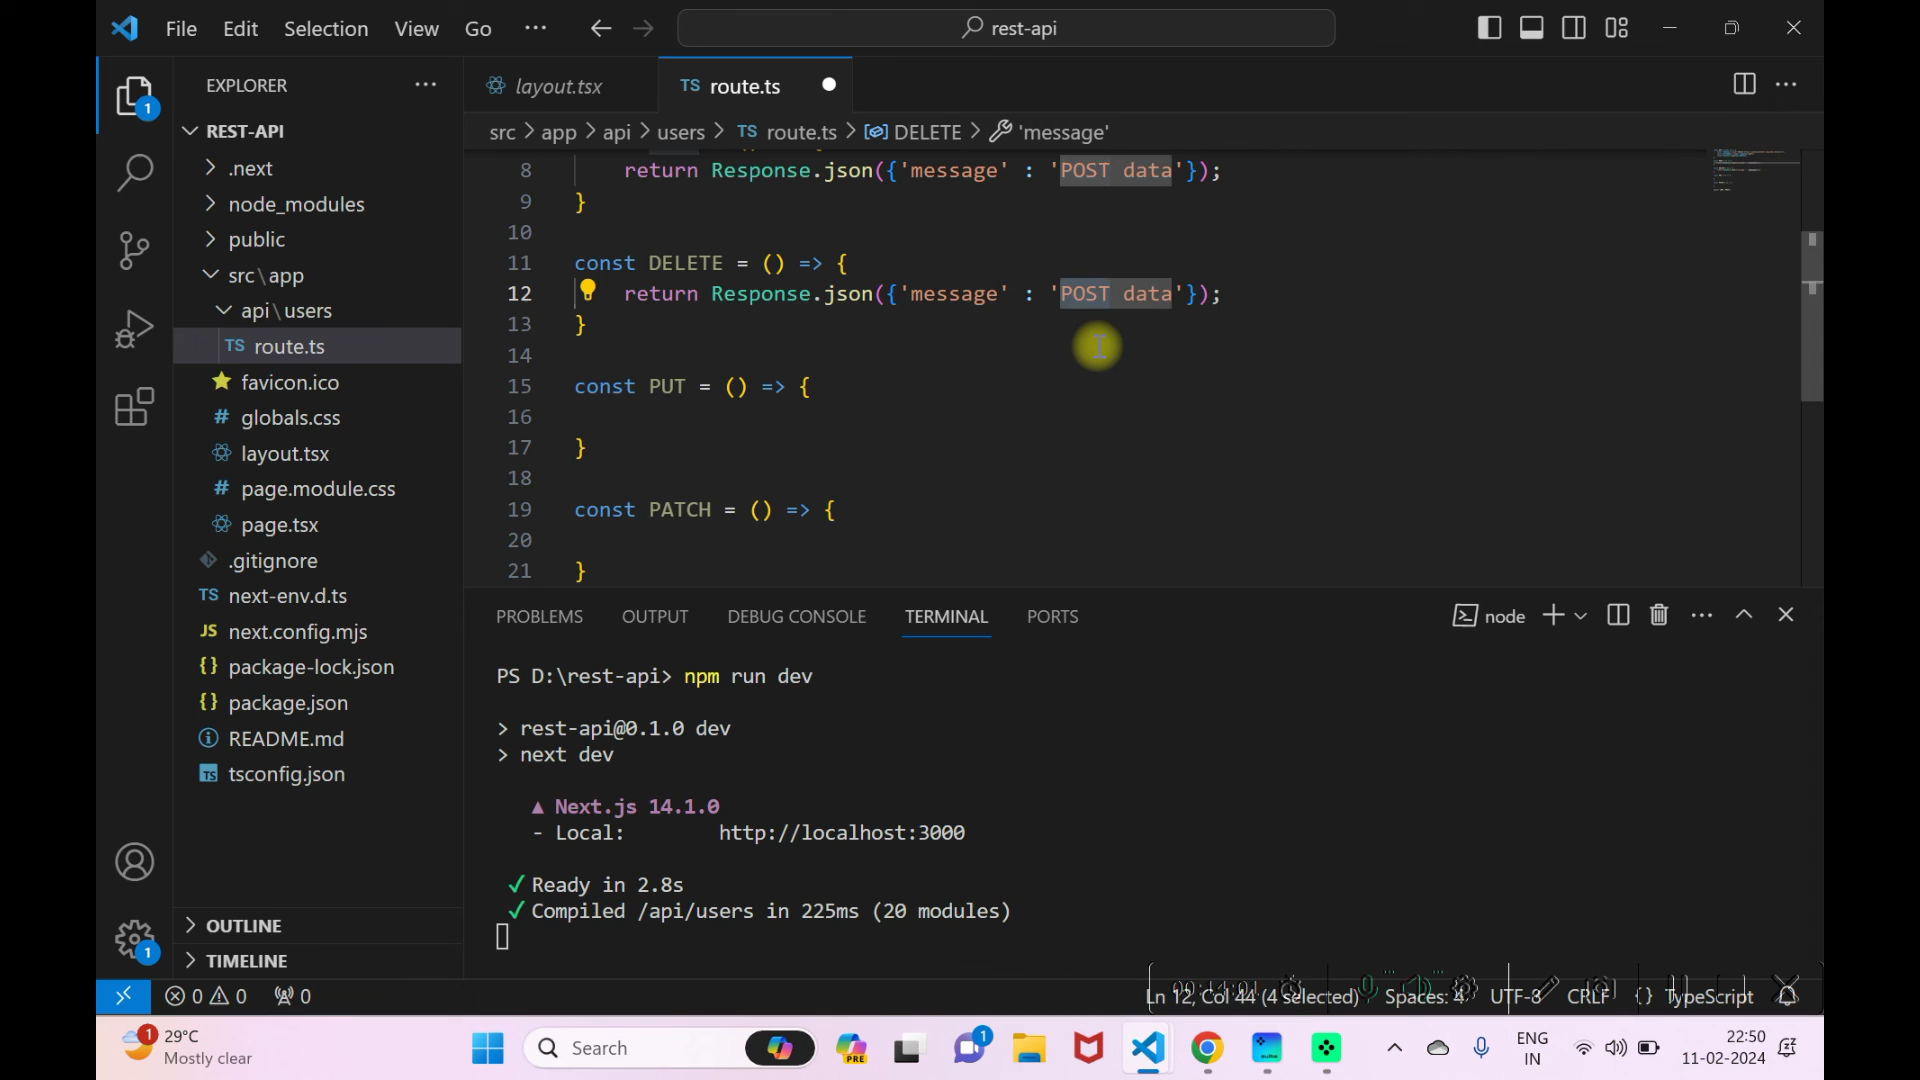 File Edit Selection View Go ··· rest-api
EXPLORER
layout.tsx
TS route.ts
src > app > api > users > TS route.ts > DELETE > 'message'
REST-API
.next
node_modules
public
src\app
api\users
TS route.ts
favicon.ico
# globals.css
layout.tsx
# page.module.css
page.tsx
.gitignore
TS next-env.d.ts
JS next.config.mjs
{} package-lock.json
{} package.json
README.md
TS tsconfig.json
OUTLINE
TIMELINE
8 return Response.json({'message' : 'POST data'});
9 }
10
11 const DELETE = () => {
12 return Response.json({'message' : 'POST data'});
13 }
14
15 const PUT = () => {
16
17 }
18
19 const PATCH = () => {
20
21 }
PROBLEMS OUTPUT DEBUG CONSOLE TERMINAL PORTS
node
PS D:\rest-api> npm run dev
> rest-api@0.1.0 dev
> next dev
▲ Next.js 14.1.0
- Local: http://localhost:3000
✓ Ready in 2.8s
✓ Compiled /api/users in 225ms (20 modules)
0 0 0
00:14:01
Ln 12, Col 44 (4 selected) Spaces: 4 UTF-8 CRLF {} TypeScript
1
29°C
Mostly clear
Search
PRE
1
ENG
IN
22:50
11-02-2024